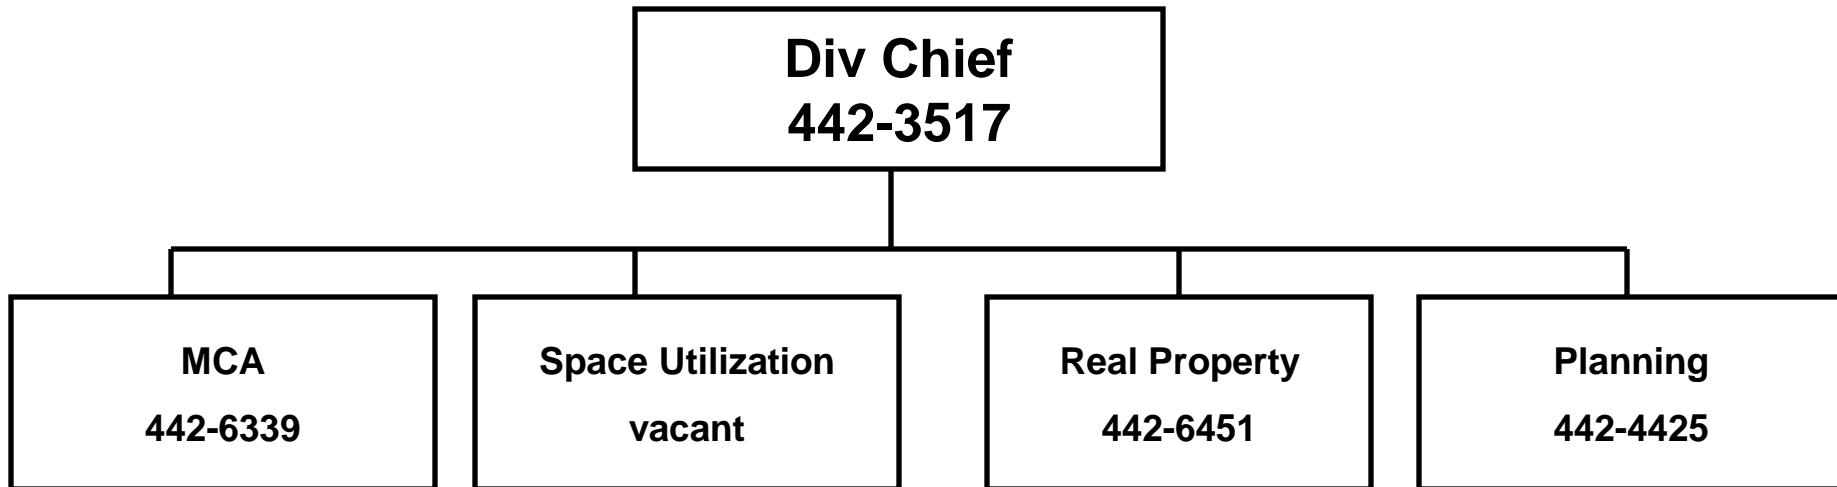 Div Chief
442-3517
MCA
442-6339
Space Utilization
vacant
Real Property
442-6451
Planning
442-4425